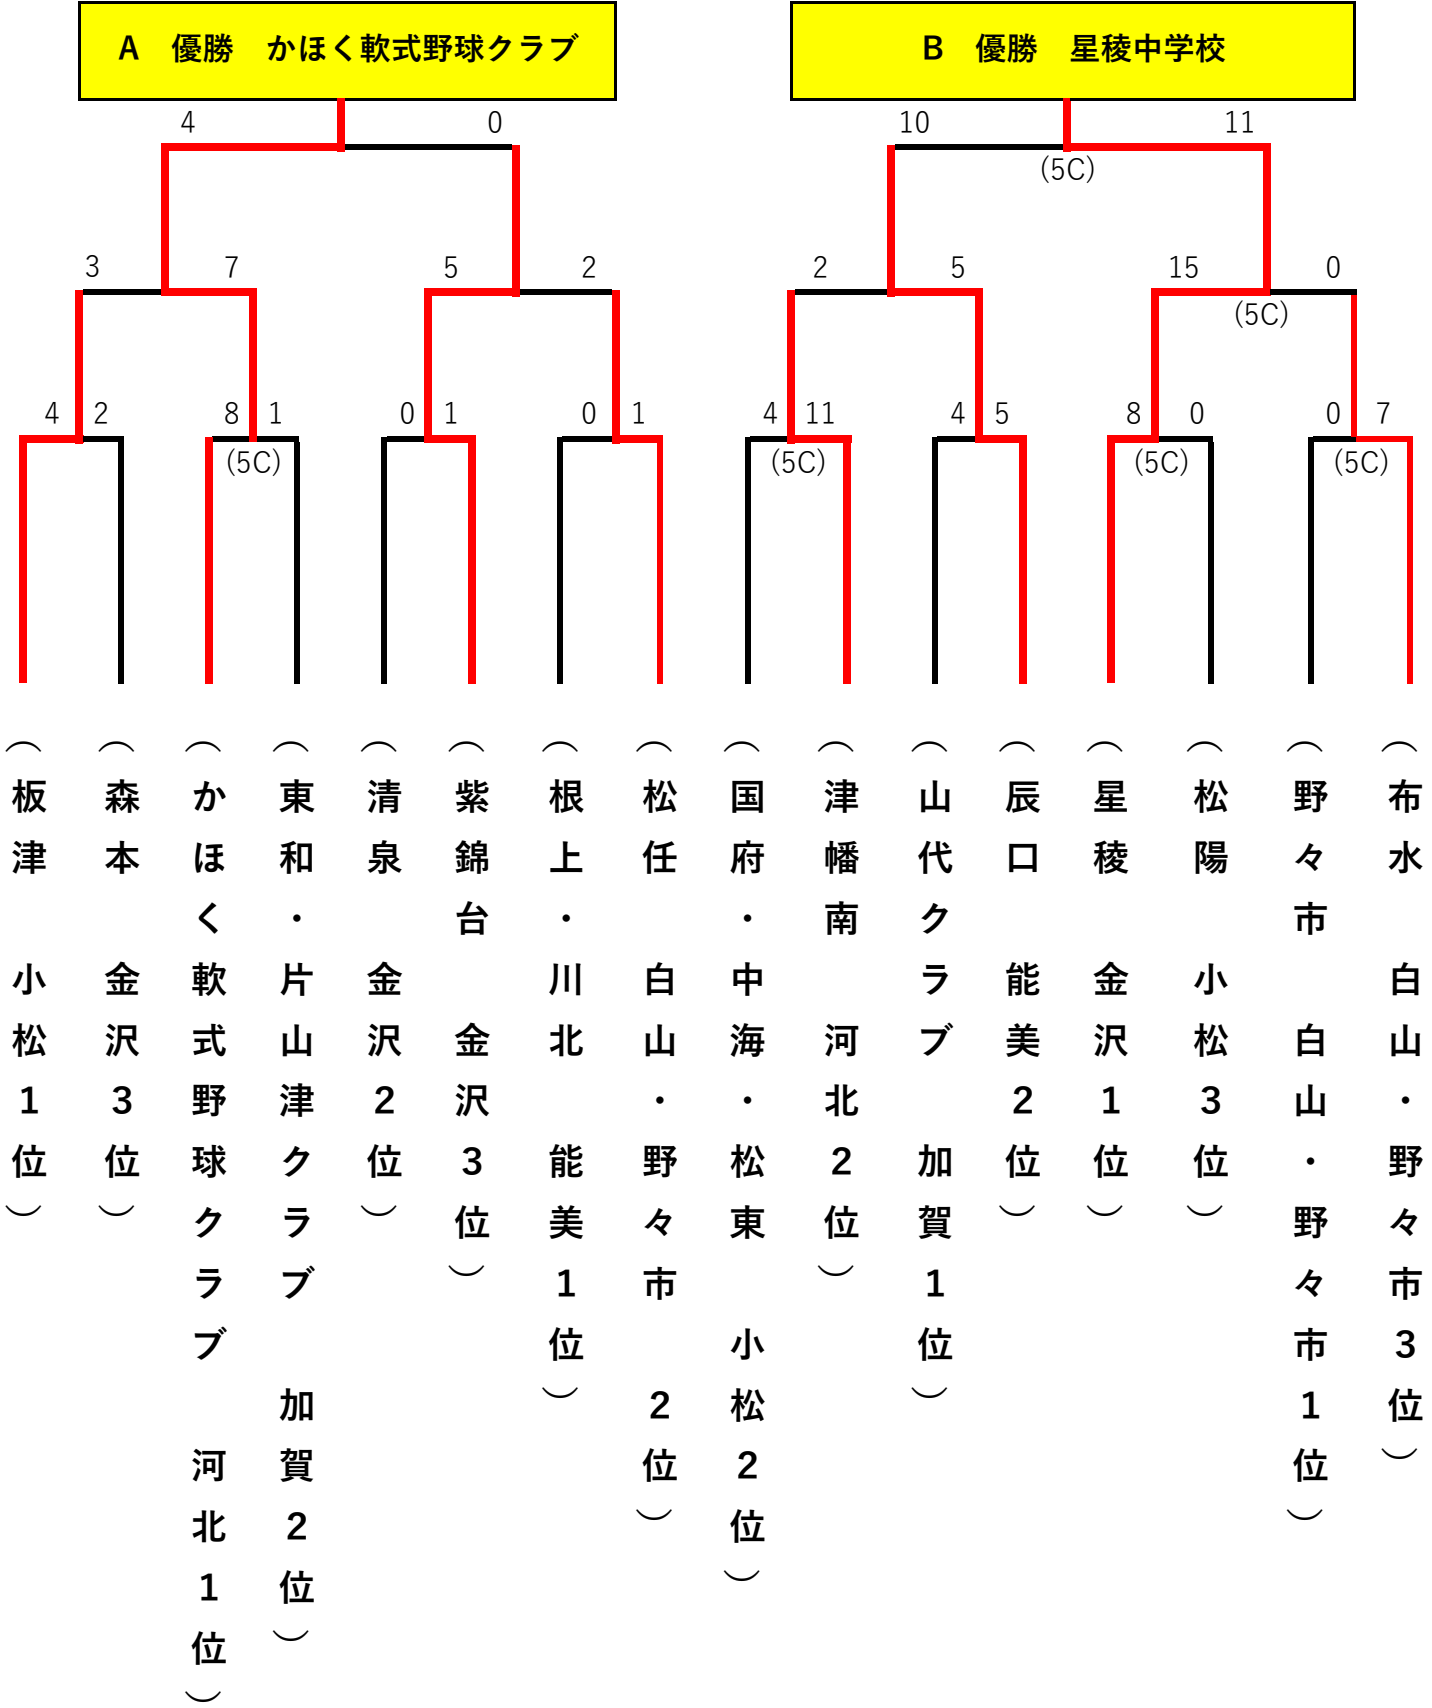 A　優勝　かほく軟式野球クラブ
B　優勝　星稜中学校
4 0 10 11
(5C)
3 7 5 2 2 5 15 0
(5C)
4 2 8 1 0 1 0 1 4 11 4 5 8 0 0 7
(5C) (5C) (5C) (5C)
（板津　小松1位）
（森本　金沢3位）
（かほく軟式野球クラブ　河北1位）
（東和・片山津クラブ　加賀2位）
（清泉　金沢2位）
（紫錦台　金沢3位）
（根上・川北　能美1位）
（松任　白山・野々市　2位）
（国府・中海・松東　小松2位）
（津幡南　河北2位）
（山代クラブ　加賀1位）
（辰口　能美2位）
（星稜　金沢1位）
（松陽　小松3位）
（野々市　白山・野々市1位）
（布水　白山・野々市3位）